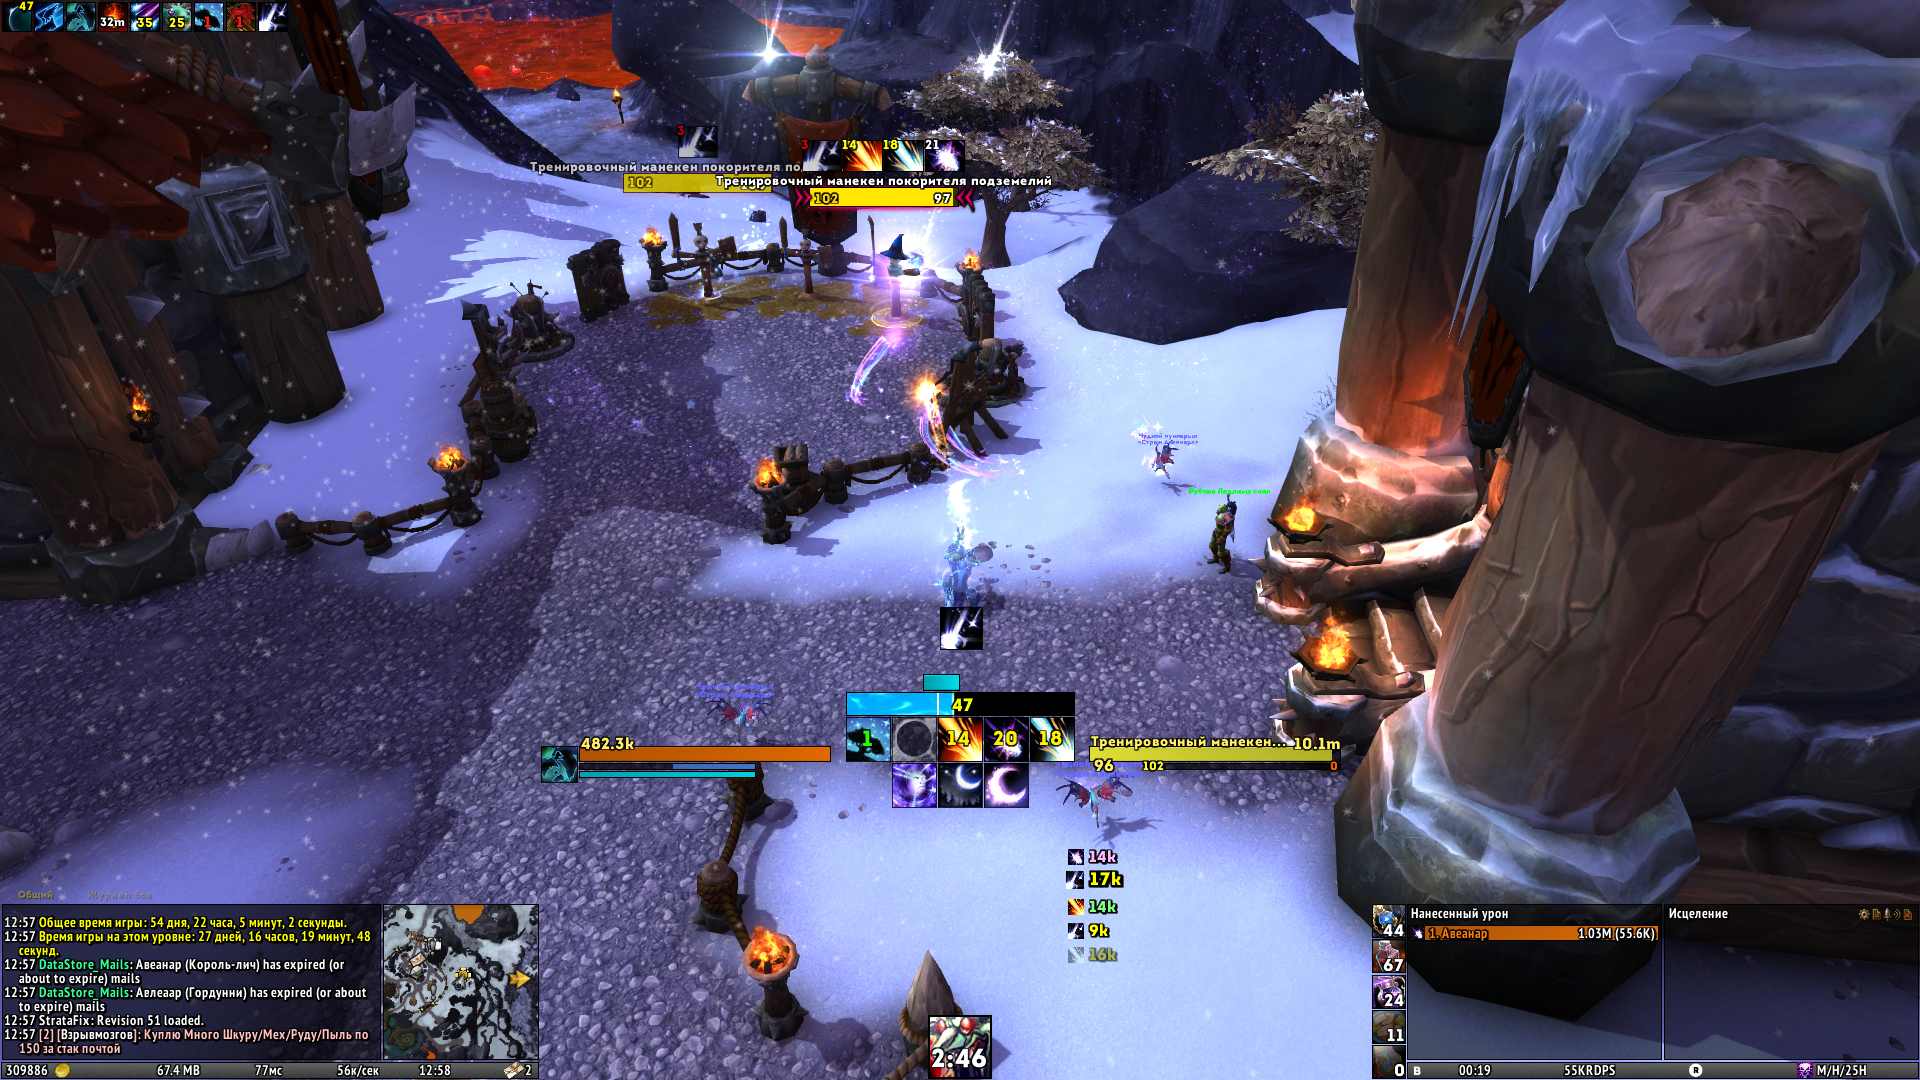 47
32m
35
25
1
1
3
3
14
18
21
Тренировочный манекен покорителя по
Тренировочный манекен покорителя подземелий
102
102
97
47
1
14
20
18
482.3k
Тренировочный манекен... 10.1m
96
102
0
14k
17k
14k
9k
16k
Общий Журнал боя
12:57 Общее время игры: 54 дня, 22 часа, 5 минут, 2 секунды.
12:57 Время игры на этом уровне: 27 дней, 16 часов, 19 минут, 48
секунд.
12:57 DataStore_Mails: Авеанар (Король-лич) has expired (or
about to expire) mails
12:57 DataStore_Mails: Авлеаар (Гордунни) has expired (or about
to expire) mails
12:57 StrataFix: Revision 51 loaded.
12:57 [2] [Взрывмозгов]: Куплю Много Шкуру/Мех/Руду/Пыль по
150 за стак почтой
309886
67.4 MB
77мс
56к/сек
12:58
2
2:46
44
67
24
11
0
Нанесенный урон
1. Авеанар
1.03M (55.6K)
Исцеление
B
00:19
55KRDPS
R
M/H/25H